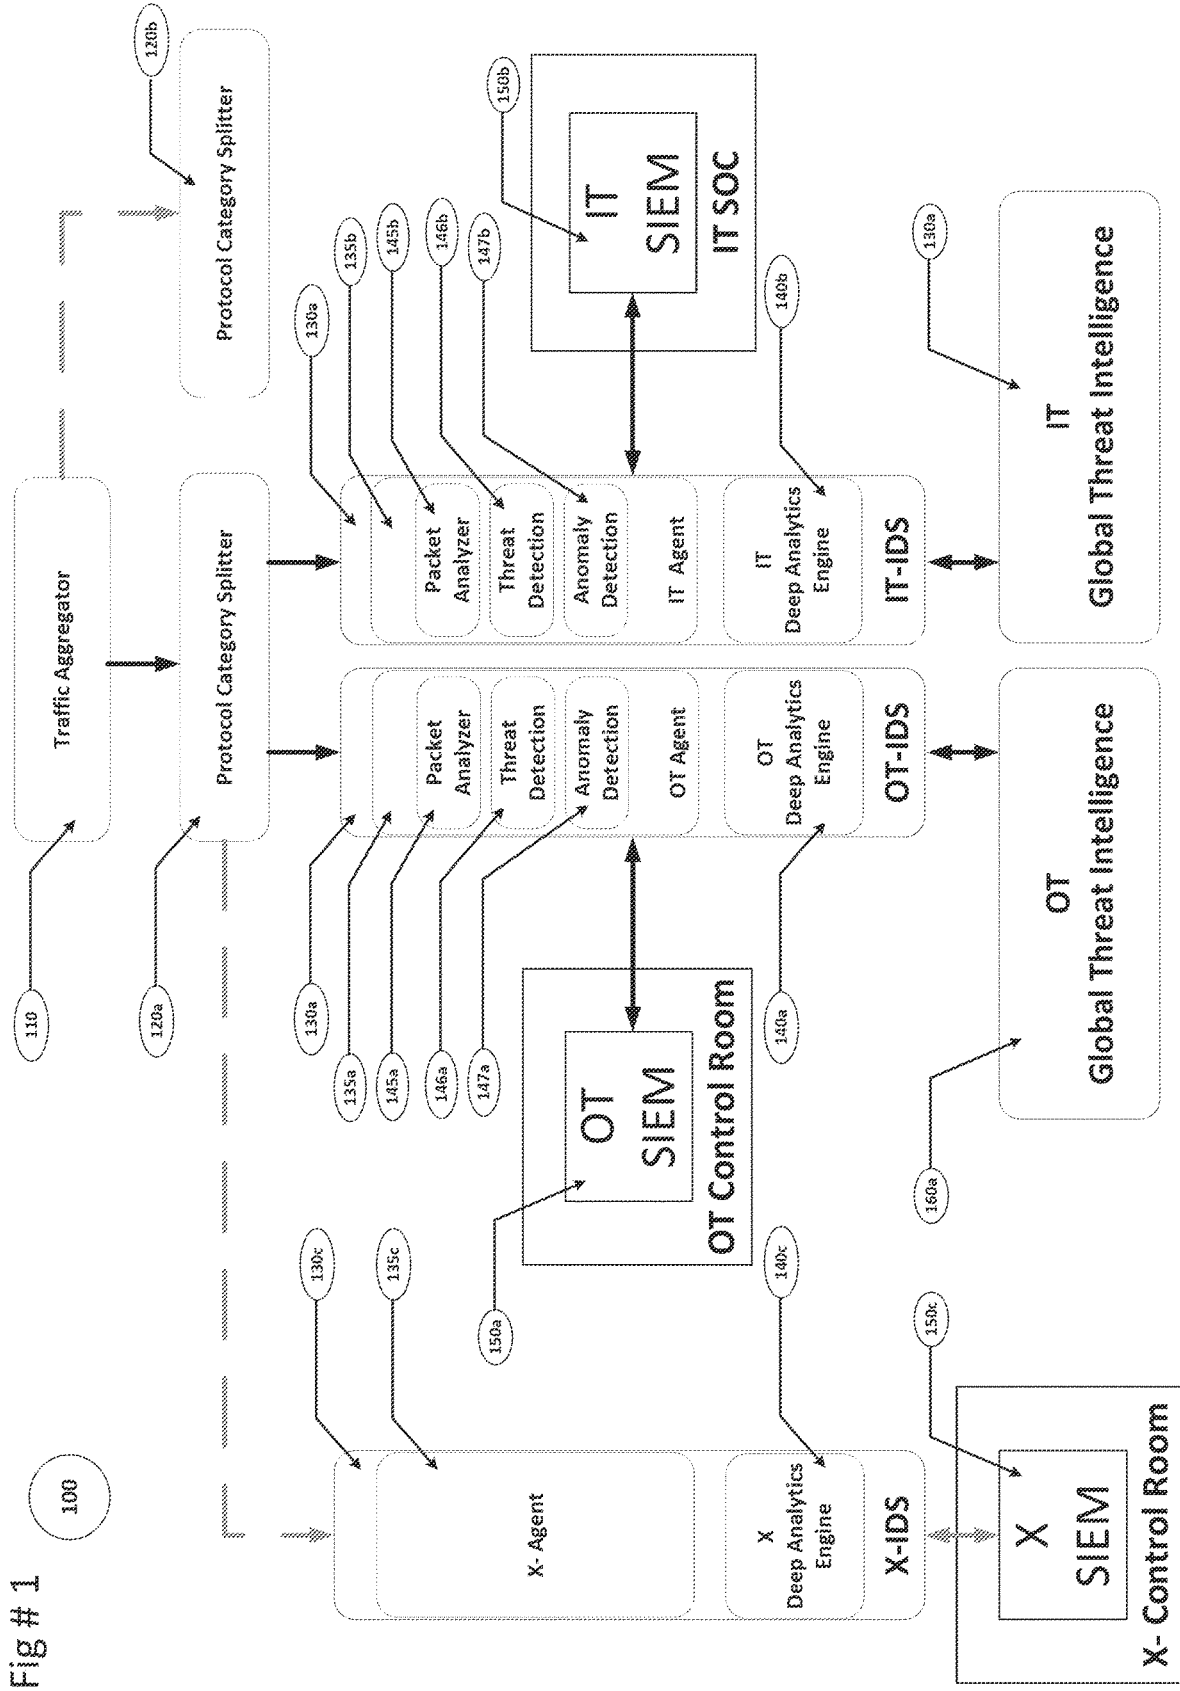 Fig # 1
100
110
Traffic Aggregator
120a
Protocol Category Splitter
120b
Protocol Category Splitter
130c
135c
X- Agent
140c
X
Deep Analytics
Engine
X-IDS
150c
X
SIEM
X- Control Room
130a
135a
145a
146a
147a
Packet
Analyzer
Threat
Detection
Anomaly
Detection
OT Agent
140a
OT
Deep Analytics
Engine
OT-IDS
150a
OT
SIEM
OT Control Room
160a
OT
Global Threat Intelligence
130a
135b
145b
146b
147b
Packet
Analyzer
Threat
Detection
Anomaly
Detection
IT Agent
140b
IT
Deep Analytics
Engine
IT-IDS
150b
IT
SIEM
IT SOC
130a
IT
Global Threat Intelligence